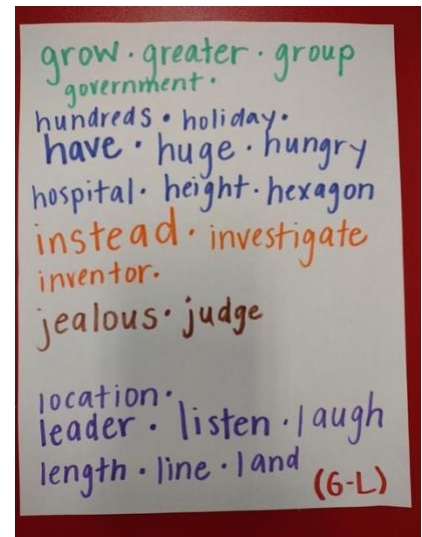 grow · greater · group
government ·
hundreds · holiday ·
have · huge · hungry
hospital · height · hexagon
instead · investigate
inventor.
jealous · judge
location ·
leader · listen · laugh
length · line · land
(G-L)